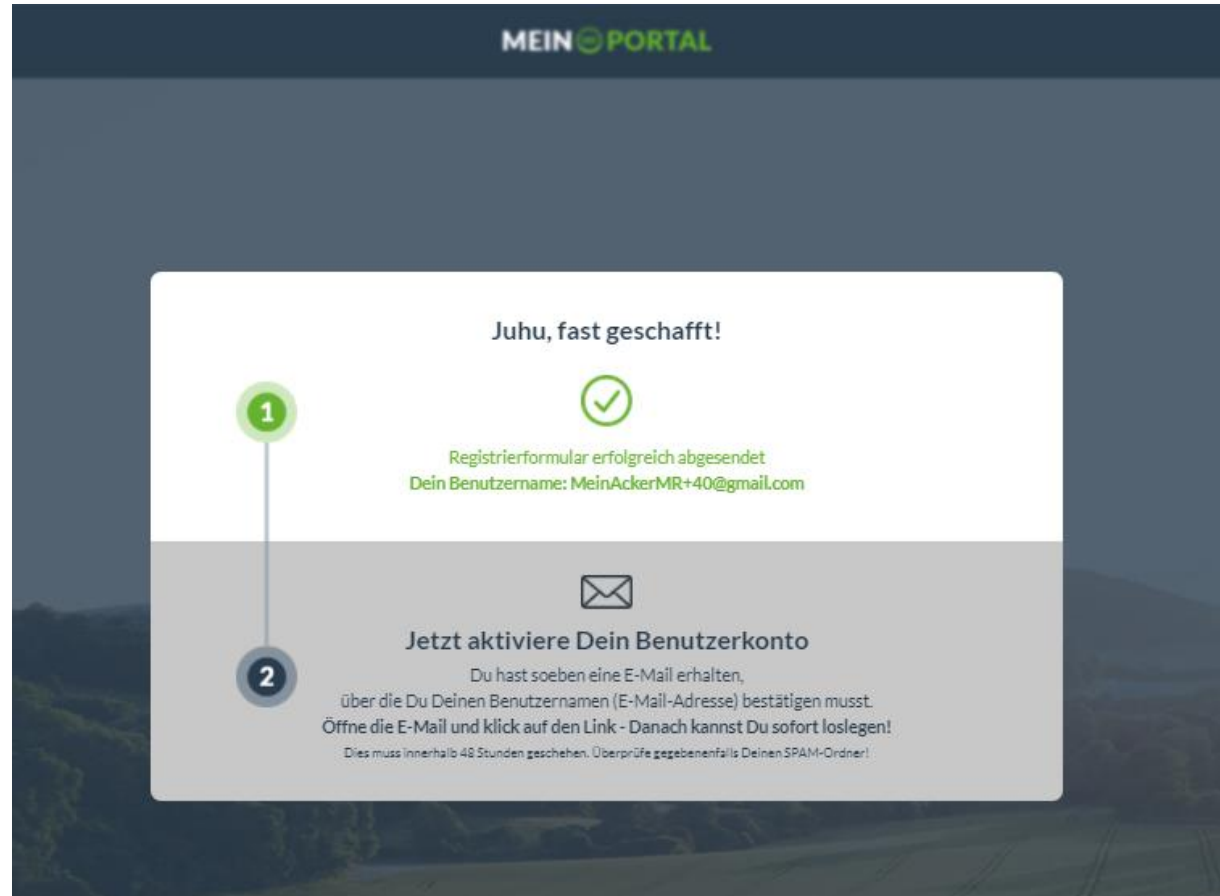 MEIN PORTAL
Juhu, fast geschafft!
1
Registrierformular erfolgreich abgesendet
Dein Benutzername: MeinAckerMR+40@gmail.com
Jetzt aktiviere Dein Benutzerkonto
2
Du hast soeben eine E-Mail erhalten,
über die Du Deinen Benutzernamen (E-Mail-Adresse) bestätigen musst.
Öffne die E-Mail und klick auf den Link - Danach kannst Du sofort loslegen!
Dies muss innerhalb 48 Stunden geschehen. Überprüfe gegebenenfalls Deinen SPAM-Ordner!